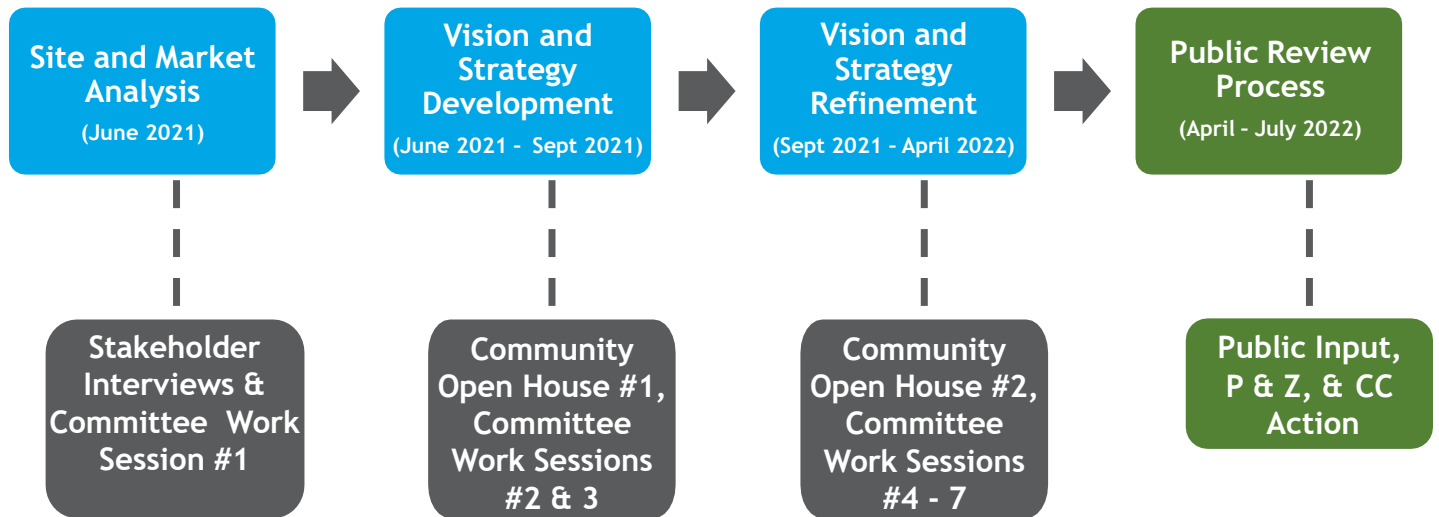 Site and Market
Analysis
(June 2021)
Vision and
Strategy
Development
(June 2021 - Sept 2021)
Vision and
Strategy
Refinement
(Sept 2021 - April 2022)
Public Review
Process
(April - July 2022)
Stakeholder
Interviews &
Committee Work
Session #1
Community
Open House #1,
Committee
Work Sessions
#2 & 3
Community
Open House #2,
Committee
Work Sessions
#4 - 7
Public Input,
P & Z, & CC
Action